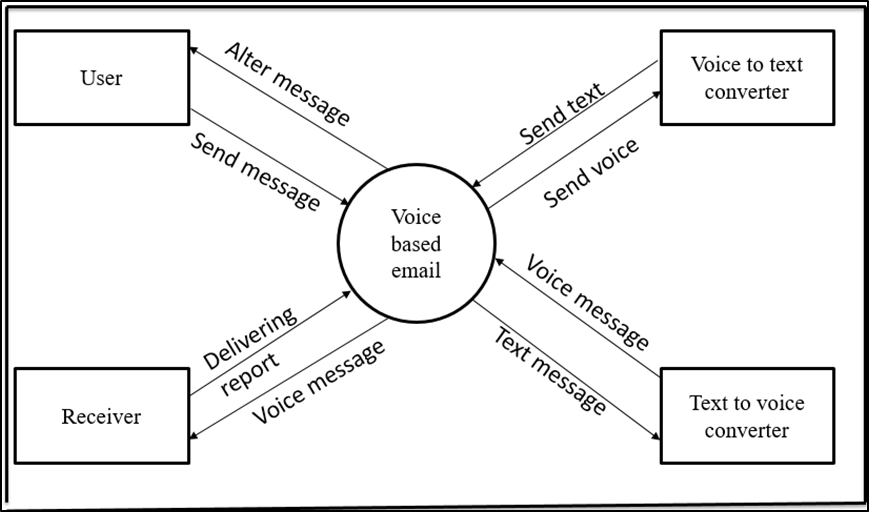 User
Alter message
Send message
Voice to text
converter
Send text
Send voice
Voice
based
email
Receiver
Delivering
report
Voice message
Voice message
Text message
Text to voice
converter